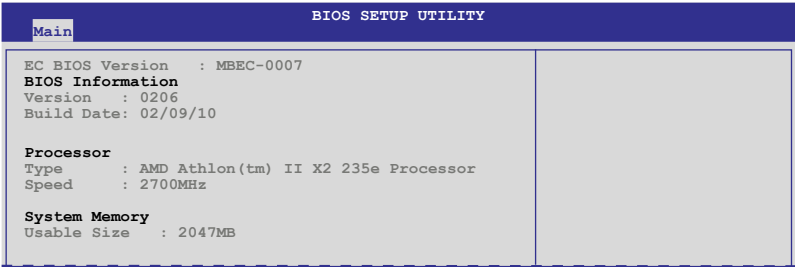 BIOS SETUP UTILITY
Main
EC BIOS Version : MBEC-0007
BIOS Information
Version : 0206
Build Date: 02/09/10
Processor
Type : AMD Athlon(tm) II X2 235e Processor
Speed : 2700MHz
System Memory
Usable Size : 2047MB